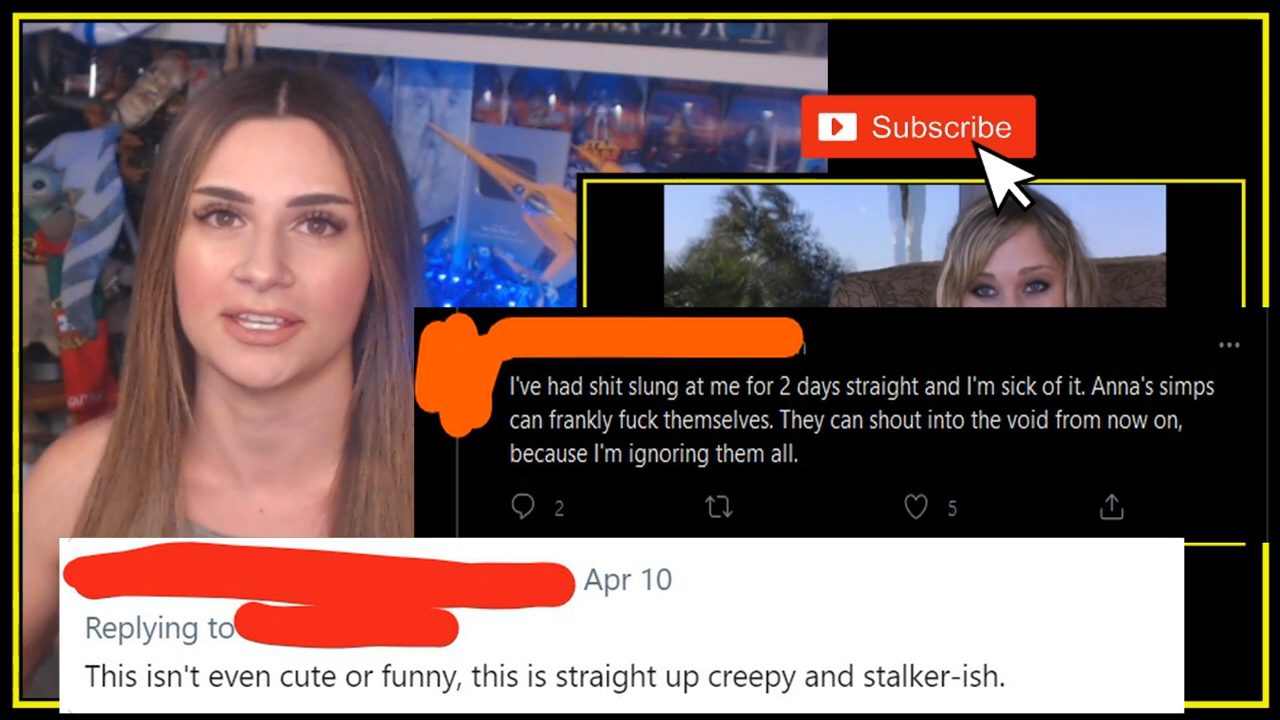 Subscribe
I've had shit slung at me for 2 days straight and I'm sick of it. Anna's simps
can frankly fuck themselves. They can shout into the void from now on,
because I'm ignoring them all.
2
5
Apr 10
Replying to
This isn't even cute or funny, this is straight up creepy and stalker-ish.